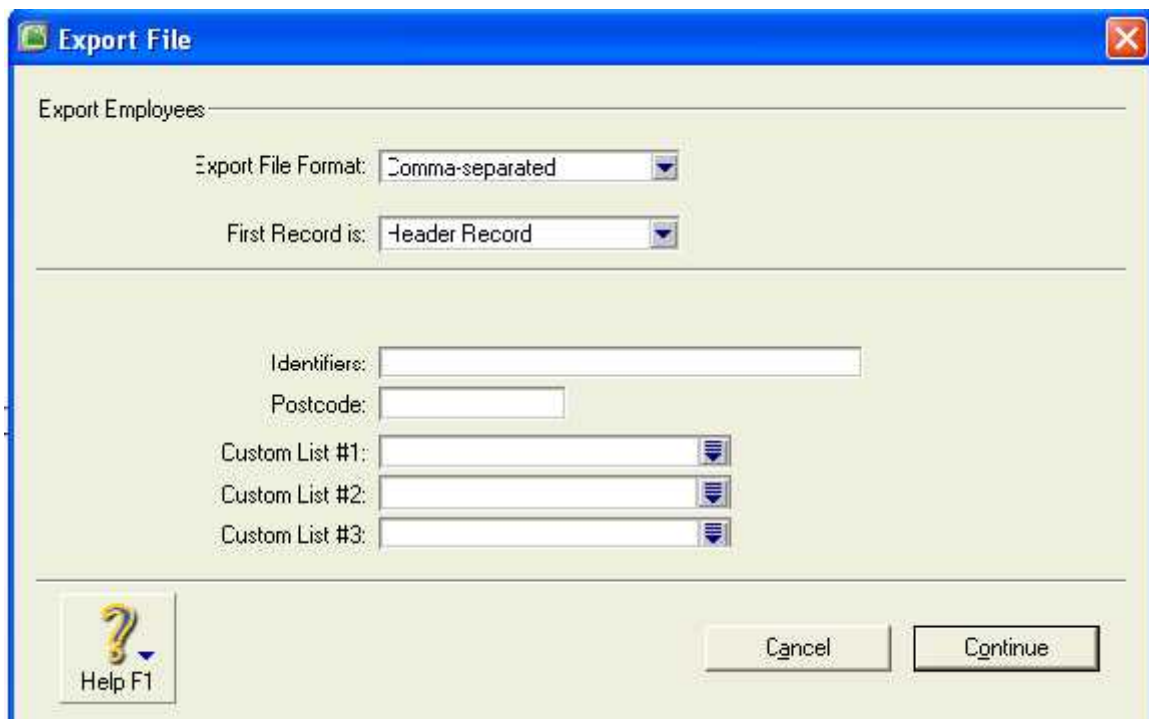 Export File
Export Employees
Export File Format: Comma-separated
First Record is: Header Record
Identifiers:
Postcode:
Custom List #1:
Custom List #2:
Custom List #3:
?
Help F1
Cancel
Continue